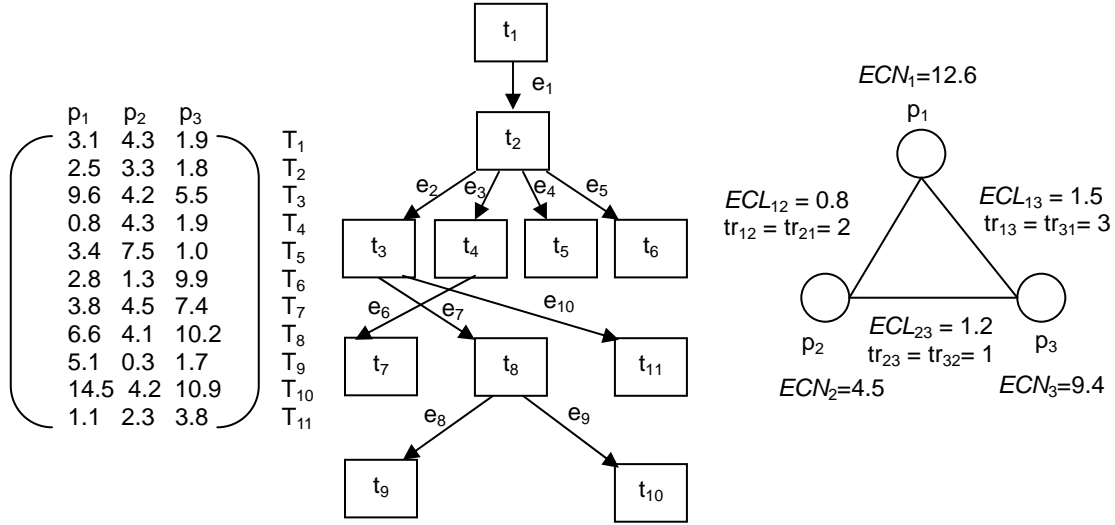 p1 p2 p3
3.1 4.3 1.9 T1
2.5 3.3 1.8 T2
9.6 4.2 5.5 T3
0.8 4.3 1.9 T4
3.4 7.5 1.0 T5
2.8 1.3 9.9 T6
3.8 4.5 7.4 T7
6.6 4.1 10.2 T8
5.1 0.3 1.7 T9
14.5 4.2 10.9 T10
1.1 2.3 3.8 T11
t1
e1
t2
e2 e3 e4 e5
t3 t4 t5 t6
e6 e7 e10
t7 t8 t11
e8 e9
t9 t10
ECN1=12.6
p1
ECL12 = 0.8
tr12 = tr21= 2
ECL13 = 1.5
tr13 = tr31= 3
ECL23 = 1.2
tr23 = tr32= 1
p2 p3
ECN2=4.5 ECN3=9.4